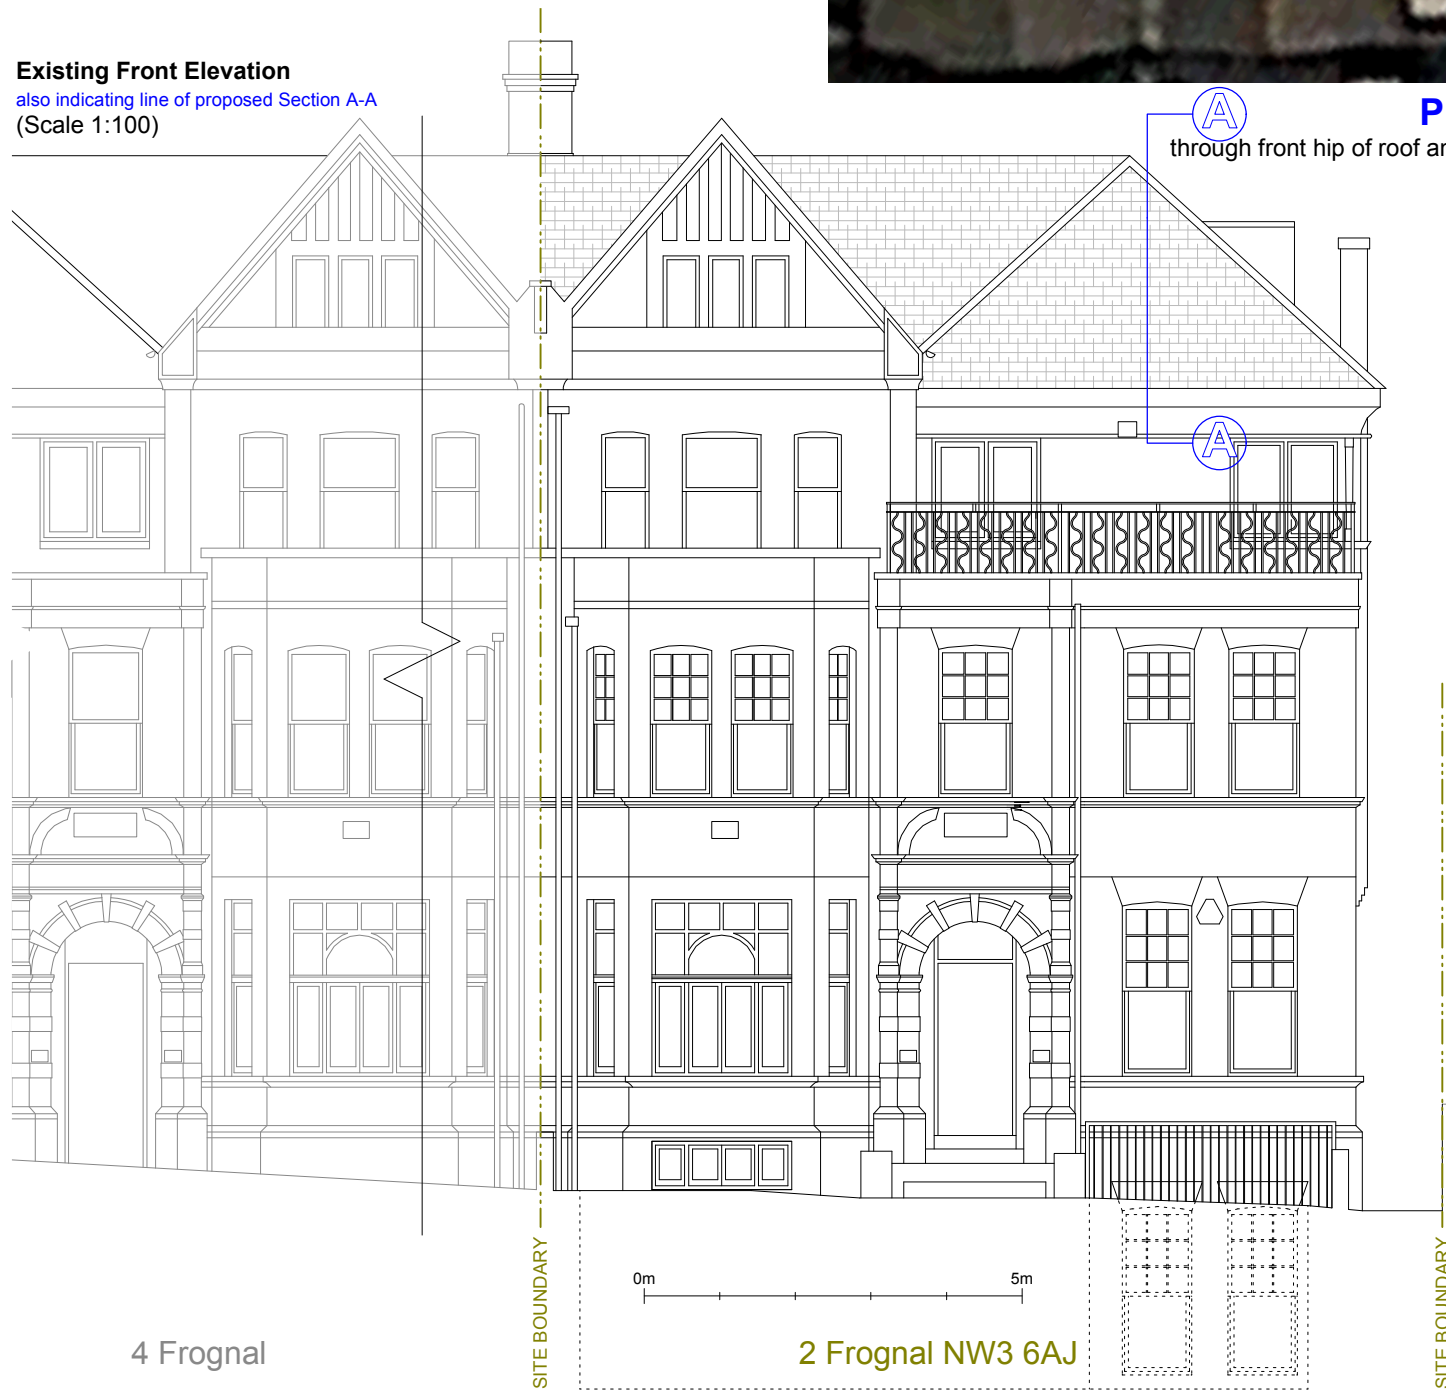 Existing Front Elevation
also indicating line of proposed Section A-A
(Scale 1:100)
A
P
through front hip of roof ar
A
SITE BOUNDARY
0m
5m
SITE BOUNDARY
4 Frognal
2 Frognal NW3 6AJ